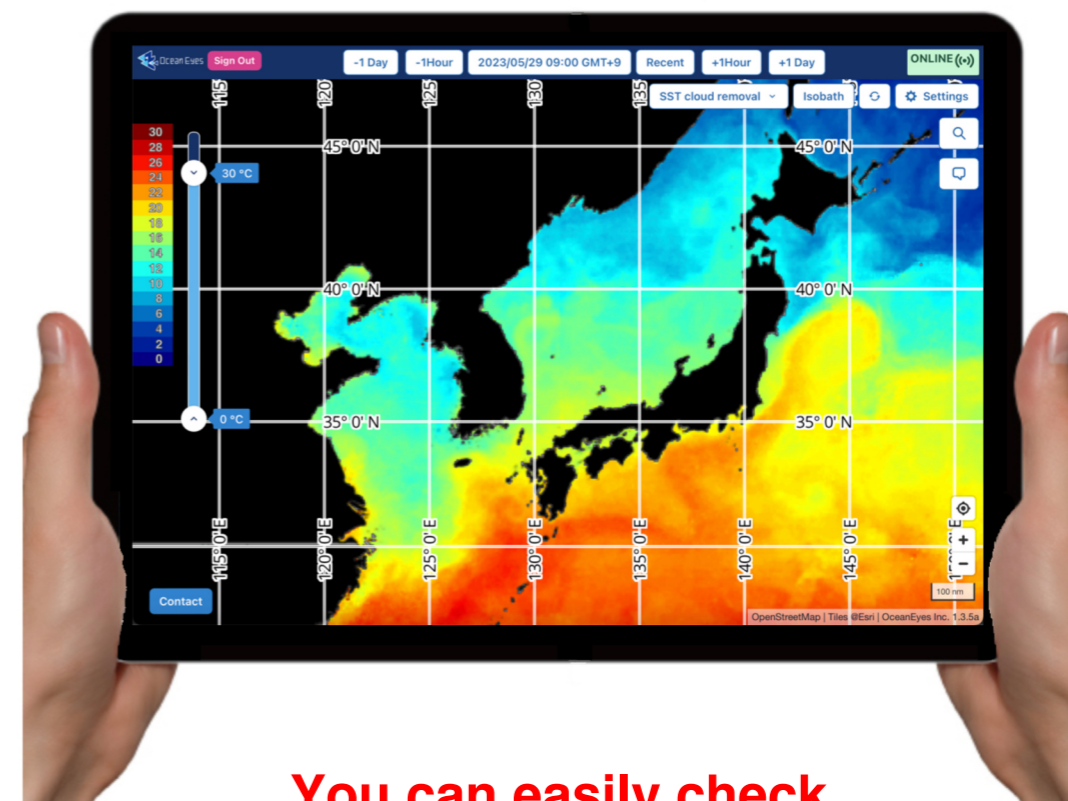 Ocean Eyes Sign Out -1 Day -1Hour 2023/05/29 09:00 GMT+9 Recent +1Hour +1 Day ONLINE
SST cloud removal Isobath Settings
115 120 125 130 135
30
28
26
24
22
20
18
16
14
12
10
8
6
4
2
0
30 °C
0 °C
45° 0' N 45° 0' N
40° 0' N 40° 0' N
35° 0' N 35° 0' N
115° 0' E 120° 0' E 125° 0' E 130° 0' E 135° 0' E 140° 0' E 145° 0' E
+
−
Contact
100 nm
OpenStreetMap | Tiles @Esri | OceanEyes Inc. 1.3.5a
You can easily check